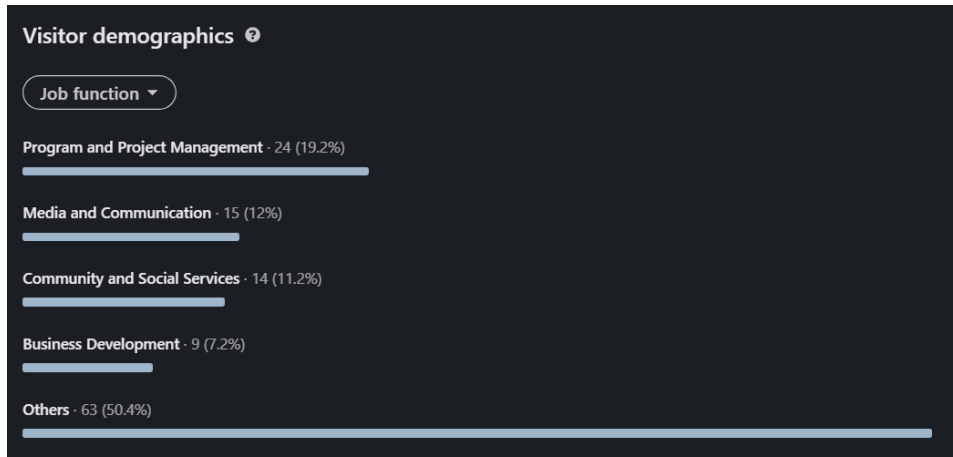 Visitor demographics ?
Job function
Program and Project Management · 24 (19.2%)
Media and Communication · 15 (12%)
Community and Social Services · 14 (11.2%)
Business Development · 9 (7.2%)
Others · 63 (50.4%)